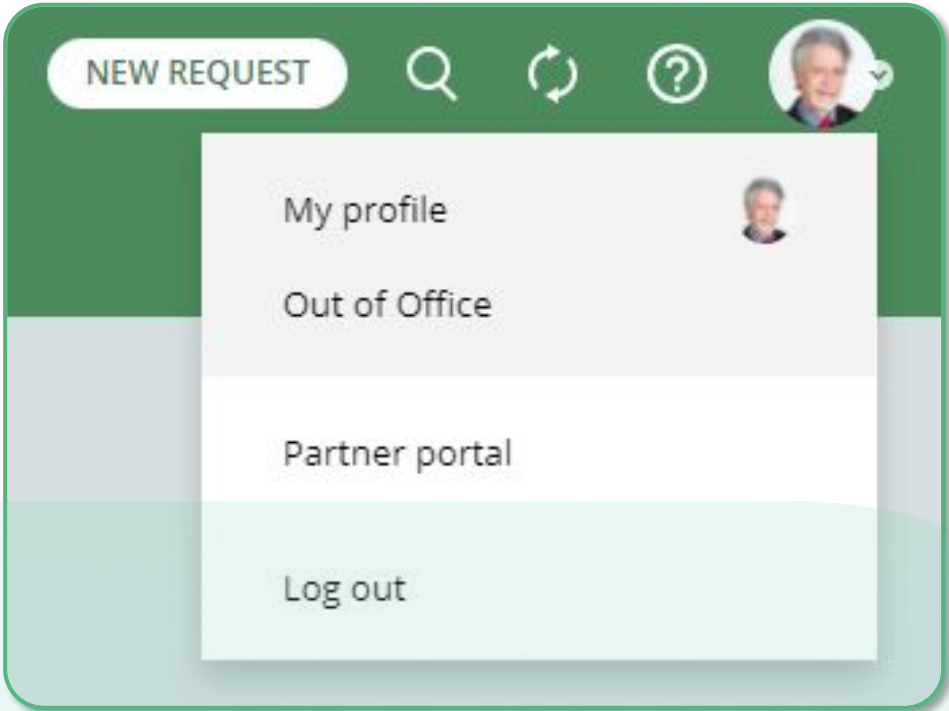 NEW REQUEST
My profile
Out of Office
Partner portal
Log out